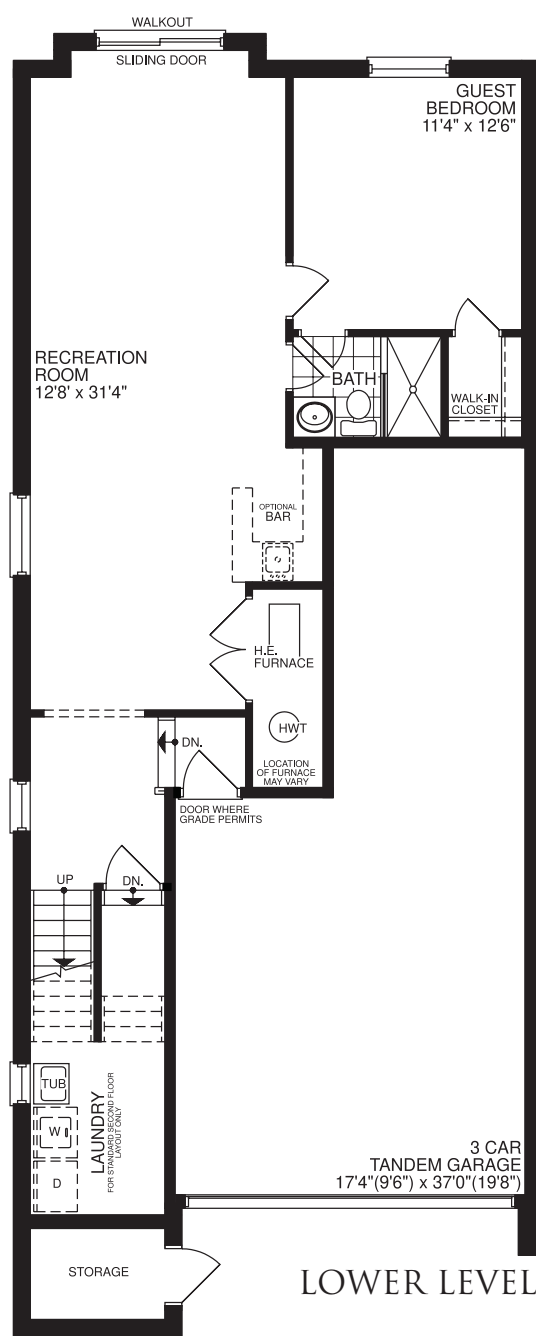 WALKOUT
SLIDING DOOR
GUEST
BEDROOM
11'4" x 12'6"
RECREATION
ROOM
12'8' x 31'4"
BATH
WALK-IN
CLOSET
OPTIONAL
BAR
H.E.
FURNACE
HWT
LOCATION
OF FURNACE
MAY VARY
DN.
DOOR WHERE
GRADE PERMITS
UP
DN.
TUB
W
D
LAUNDRY
FOR STANDARD SECOND FLOOR
LAYOUT ONLY
3 CAR
TANDEM GARAGE
17'4"(9'6") x 37'0"(19'8")
STORAGE
LOWER LEVEL